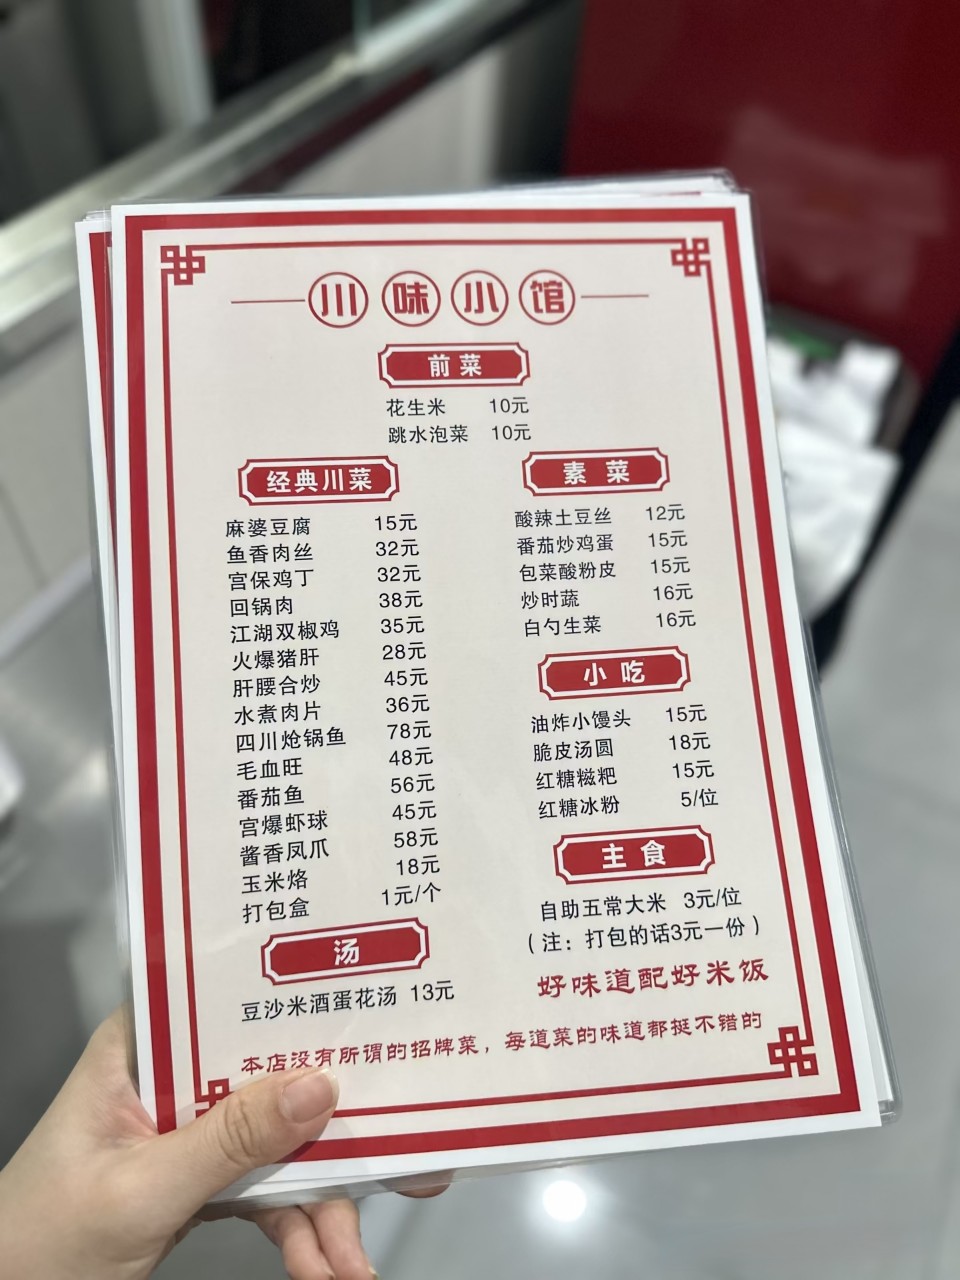 川味小馆
前菜
花生米 10元
跳水泡菜 10元
经典川菜
麻婆豆腐 15元
鱼香肉丝 32元
宫保鸡丁 32元
回锅肉 38元
江湖双椒鸡 35元
火爆猪肝 28元
肝腰合炒 45元
水煮肉片 36元
四川炝锅鱼 78元
毛血旺 48元
番茄鱼 56元
宫爆虾球 45元
酱香凤爪 58元
玉米烙 18元
打包盒 1元/个
汤
豆沙米酒蛋花汤 13元
素菜
酸辣土豆丝 12元
番茄炒鸡蛋 15元
包菜酸粉皮 15元
炒时蔬 16元
白勺生菜 16元
小吃
油炸小馒头 15元
脆皮汤圆 18元
红糖糍粑 15元
红糖冰粉 5/位
主食
自助五常大米 3元/位
（注：打包的话3元一份）
好味道配好米饭
本店没有所谓的招牌菜，每道菜的味道都挺不错的